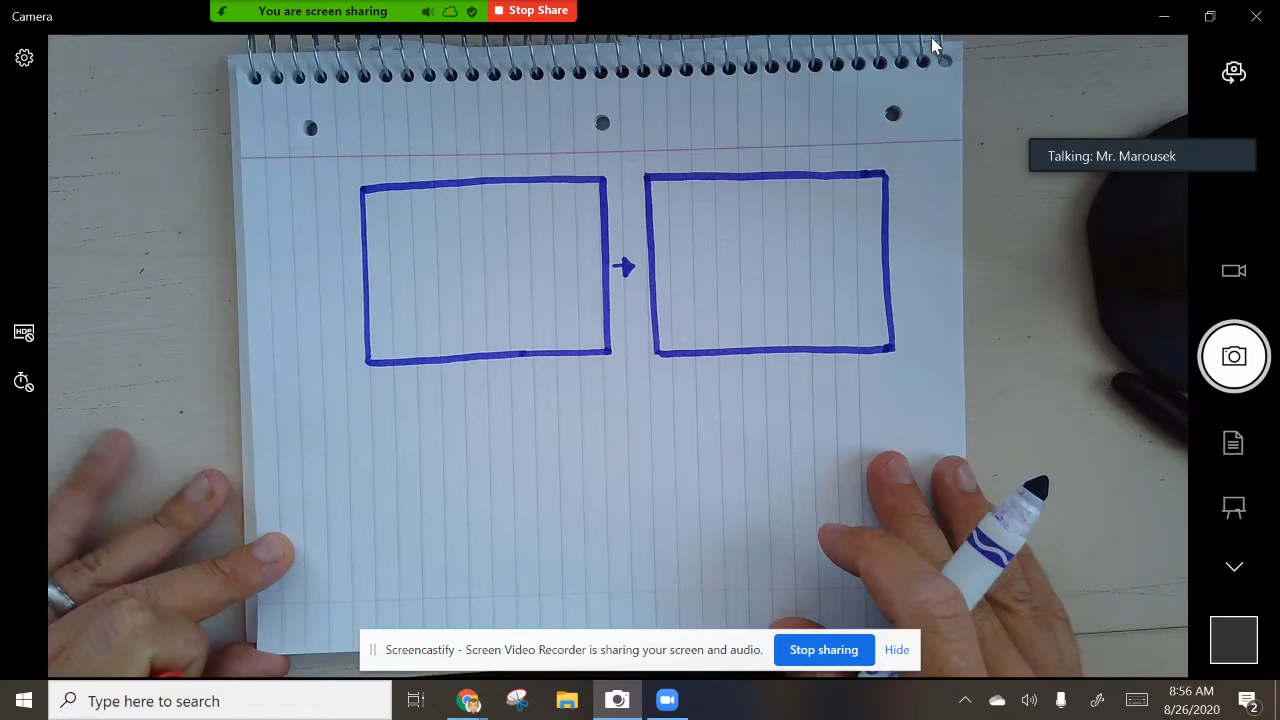 Camera
You are screen sharing
Stop Share
Talking: Mr. Marousek
Screencastify - Screen Video Recorder is sharing your screen and audio.
Stop sharing
Hide
Type here to search
8:56 AM
8/26/2020
2